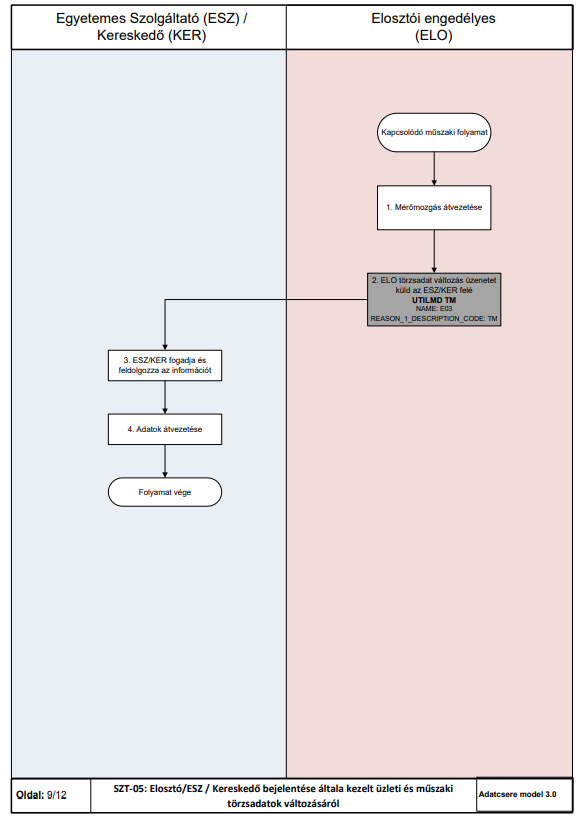 Egyetemes Szolgáltató (ESZ) /
Kereskedő (KER)
Elosztói engedélyes
(ELO)
Kapcsolódó műszaki folyamat
1. Mérőmozgás átvezetése
2. ELO törzsadat változás üzenetet
küld az ESZ/KER felé
UTILMD TM
NAME: E03
REASON_1_DESCRIPTION_CODE: TM
3. ESZ/KER fogadja és
feldolgozza az információt
4. Adatok átvezetése
Folyamat vége
Oldal: 9/12
SZT-05: Elosztó/ESZ / Kereskedő bejelentése általa kezelt üzleti és műszaki
törzsadatok változásáról
Adatcsere model 3.0